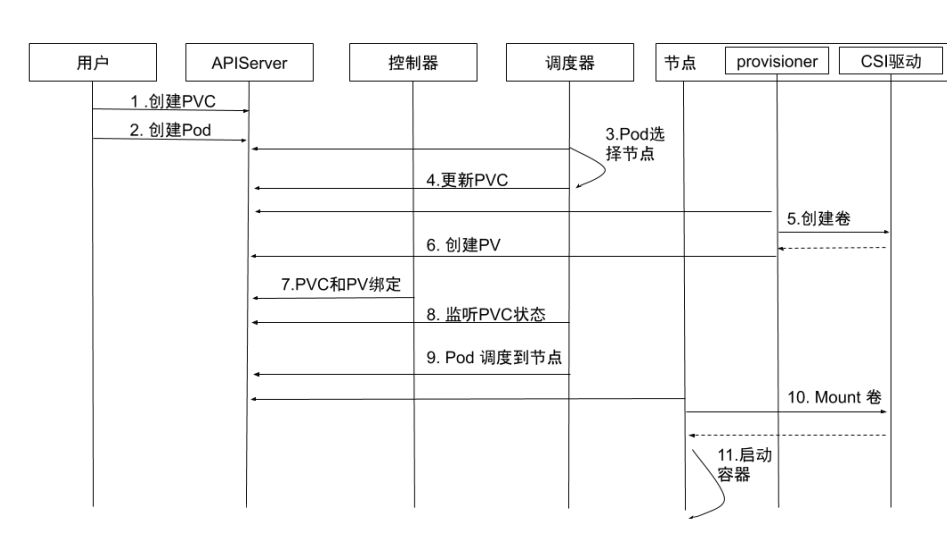 用户
APIServer
控制器
调度器
节点
provisioner
CSI驱动
1 .创建PVC
2. 创建Pod
3.Pod选
择节点
4.更新PVC
5.创建卷
6. 创建PV
7.PVC和PV绑定
8. 监听PVC状态
9. Pod 调度到节点
10. Mount 卷
11.启动
容器